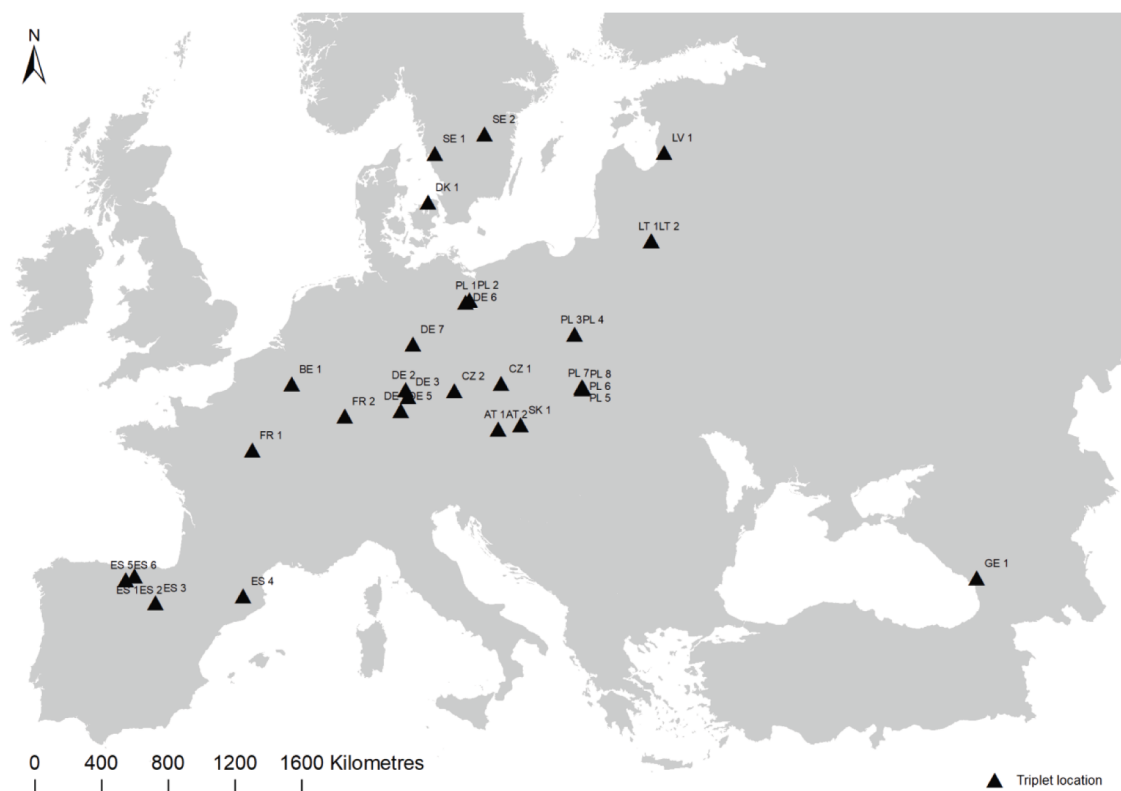 N
SE 2
SE 1
LV 1
DK 1
LT 1LT 2
PL 1PL 2
DE 6
PL 3PL 4
DE 7
BE 1
DE 2
DE 3
CZ 2
CZ 1
PL 7PL 8
PL 6
PL 5
DE
DE 5
FR 2
AT 1AT 2
SK 1
FR 1
ES 5ES 6
ES 1ES 2ES 3
ES 4
GE 1
0 400 800 1200 1600 Kilometres
Triplet location